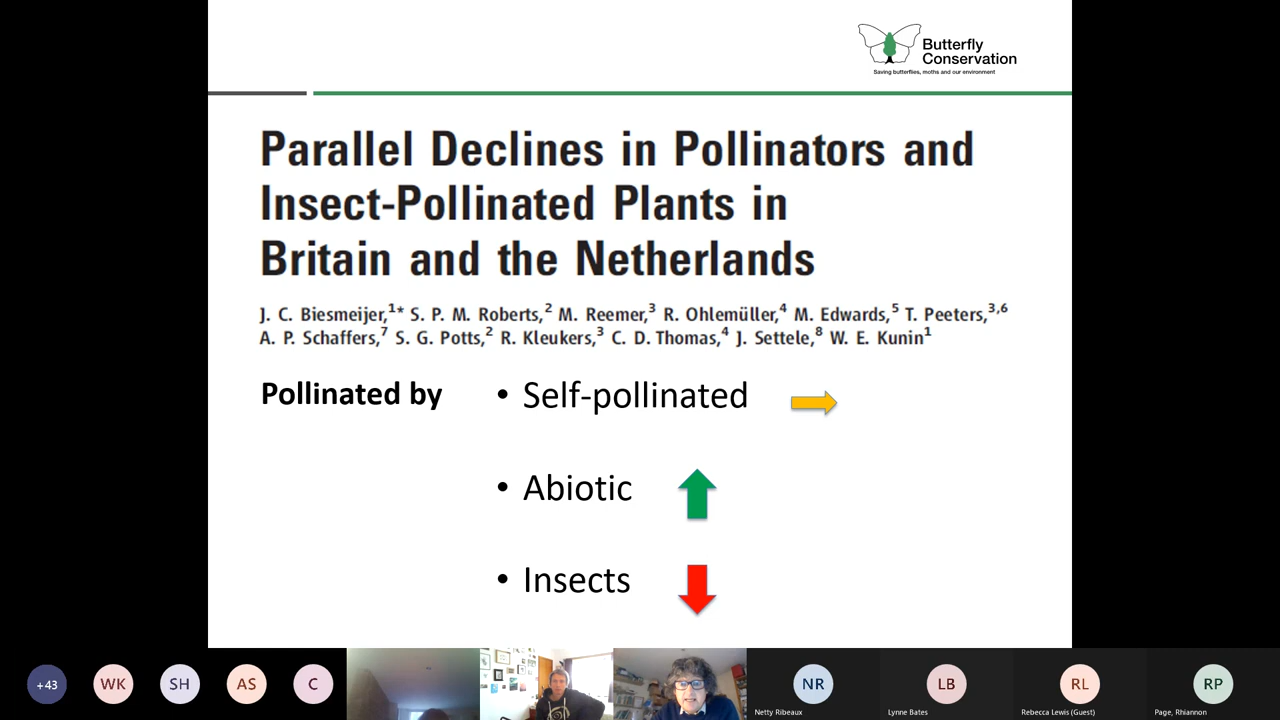 Butterfly
Conservation
Saving butterflies, moths and our environment
Parallel Declines in Pollinators and
Insect-Pollinated Plants in
Britain and the Netherlands
J. C. Biesmeijer,¹* S. P. M. Roberts,² M. Reemer,³ R. Ohlemüller,⁴ M. Edwards,⁵ T. Peeters,³,⁶
A. P. Schaffers,⁷ S. G. Potts,² R. Kleukers,³ C. D. Thomas,⁴ J. Settele,⁸ W. E. Kunin¹
Pollinated by
• Self-pollinated
• Abiotic
• Insects
+43 WK SH AS C NR LB RL RP
Netty Ribeaux Lynne Bates Rebecca Lewis (Guest) Page, Rhiannon